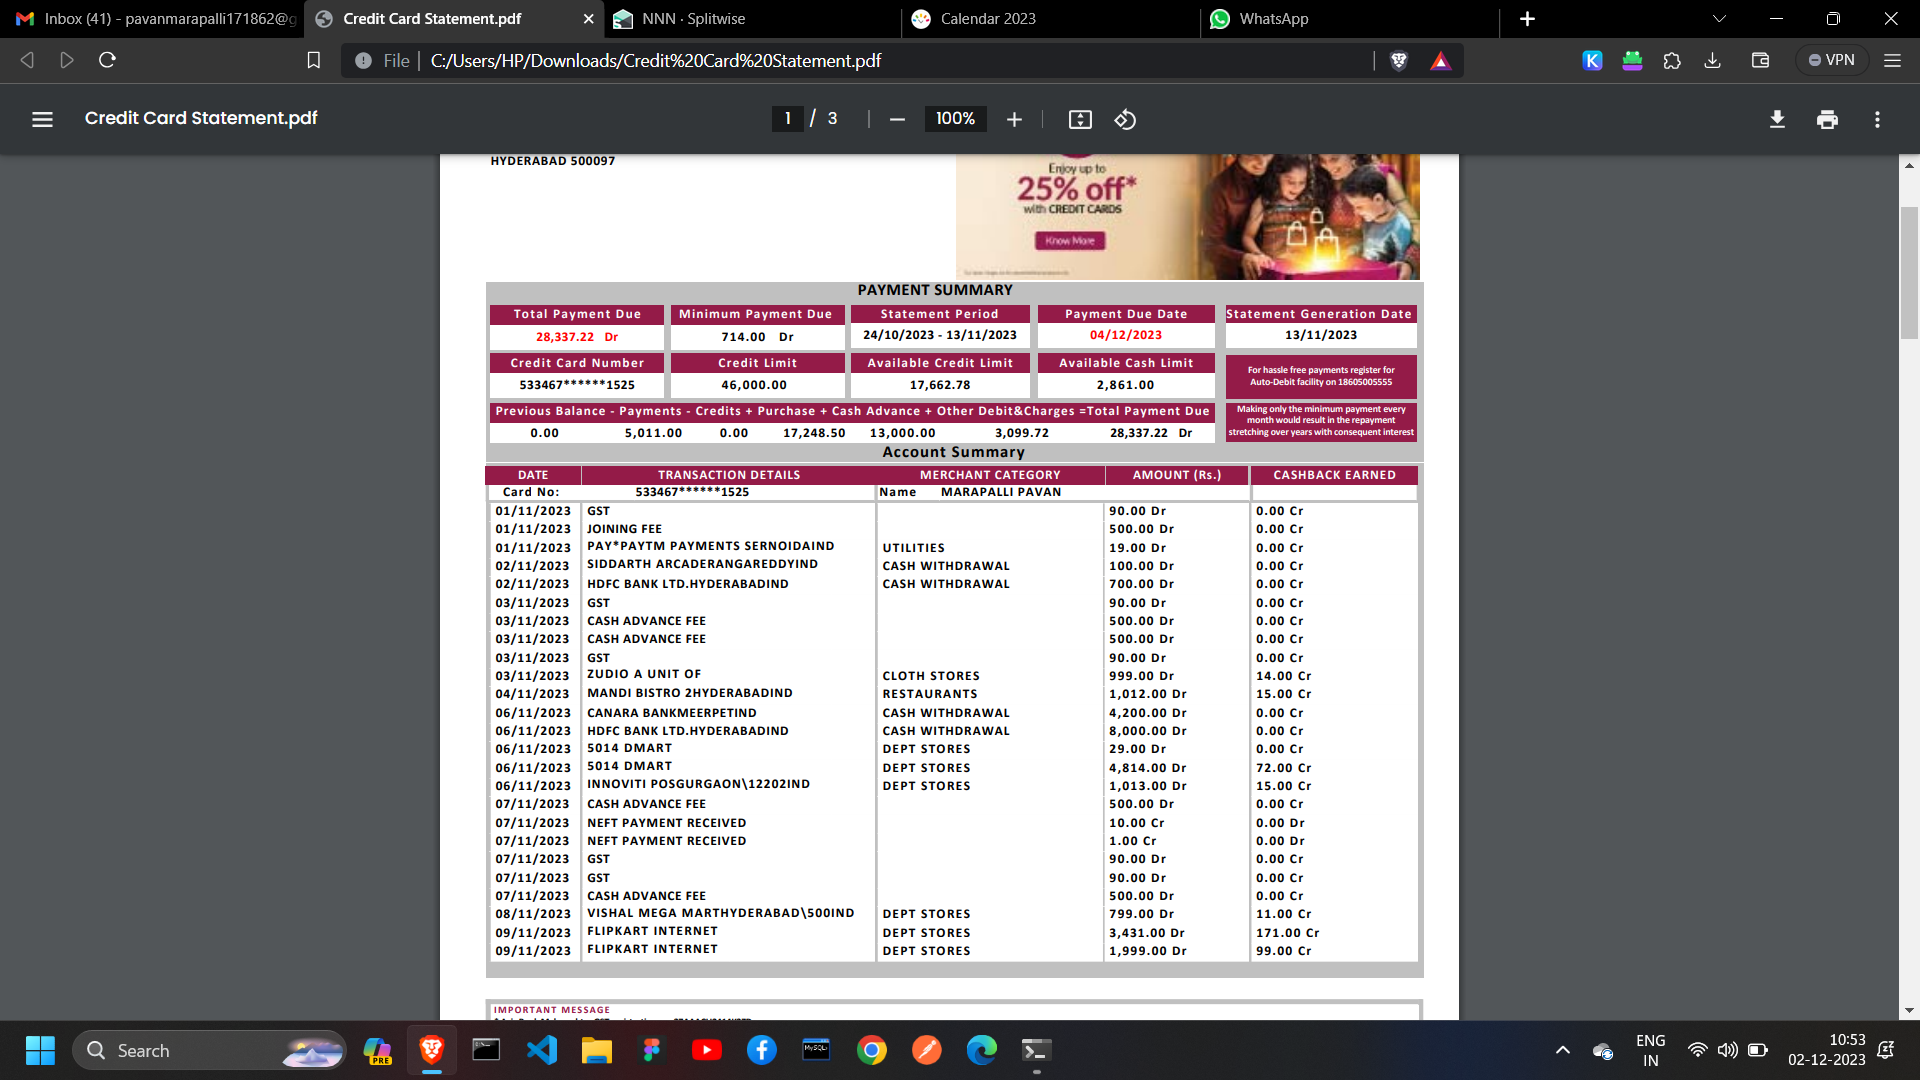 Inbox (41) - pavanmarapalli171862@g
Credit Card Statement.pdf
NNN · Splitwise
Calendar 2023
WhatsApp
File
C:/Users/HP/Downloads/Credit%20Card%20Statement.pdf
K
VPN
Credit Card Statement.pdf
1 / 3
100%
HYDERABAD 500097
Enjoy up to
25% off*
with CREDIT CARDS
Know More
PAYMENT SUMMARY
Total Payment Due Minimum Payment Due Statement Period Payment Due Date Statement Generation Date
28,337.22 Dr 714.00 Dr 24/10/2023 - 13/11/2023 04/12/2023 13/11/2023
Credit Card Number Credit Limit Available Credit Limit Available Cash Limit
533467******1525 46,000.00 17,662.78 2,861.00
For hassle free payments register for
Auto-Debit facility on 18605005555
Previous Balance - Payments - Credits + Purchase + Cash Advance + Other Debit&Charges =Total Payment Due
0.00 5,011.00 0.00 17,248.50 13,000.00 3,099.72 28,337.22 Dr
Making only the minimum payment every
month would result in the repayment
stretching over years with consequent interest
Account Summary
DATE TRANSACTION DETAILS MERCHANT CATEGORY AMOUNT (Rs.) CASHBACK EARNED
Card No: 533467******1525 Name MARAPALLI PAVAN
01/11/2023 GST 90.00 Dr 0.00 Cr
01/11/2023 JOINING FEE 500.00 Dr 0.00 Cr
01/11/2023 PAY*PAYTM PAYMENTS SERNOIDAIND UTILITIES 19.00 Dr 0.00 Cr
02/11/2023 SIDDARTH ARCADERANGAREDDYIND CASH WITHDRAWAL 100.00 Dr 0.00 Cr
02/11/2023 HDFC BANK LTD.HYDERABADIND CASH WITHDRAWAL 700.00 Dr 0.00 Cr
03/11/2023 GST 90.00 Dr 0.00 Cr
03/11/2023 CASH ADVANCE FEE 500.00 Dr 0.00 Cr
03/11/2023 CASH ADVANCE FEE 500.00 Dr 0.00 Cr
03/11/2023 GST 90.00 Dr 0.00 Cr
03/11/2023 ZUDIO A UNIT OF CLOTH STORES 999.00 Dr 14.00 Cr
04/11/2023 MANDI BISTRO 2HYDERABADIND RESTAURANTS 1,012.00 Dr 15.00 Cr
06/11/2023 CANARA BANKMEERPETIND CASH WITHDRAWAL 4,200.00 Dr 0.00 Cr
06/11/2023 HDFC BANK LTD.HYDERABADIND CASH WITHDRAWAL 8,000.00 Dr 0.00 Cr
06/11/2023 5014 DMART DEPT STORES 29.00 Dr 0.00 Cr
06/11/2023 5014 DMART DEPT STORES 4,814.00 Dr 72.00 Cr
06/11/2023 INNOVITI POSGURGAON\12202IND DEPT STORES 1,013.00 Dr 15.00 Cr
07/11/2023 CASH ADVANCE FEE 500.00 Dr 0.00 Cr
07/11/2023 NEFT PAYMENT RECEIVED 10.00 Cr 0.00 Dr
07/11/2023 NEFT PAYMENT RECEIVED 1.00 Cr 0.00 Dr
07/11/2023 GST 90.00 Dr 0.00 Cr
07/11/2023 GST 90.00 Dr 0.00 Cr
07/11/2023 CASH ADVANCE FEE 500.00 Dr 0.00 Cr
08/11/2023 VISHAL MEGA MARTHYDERABAD\500IND DEPT STORES 799.00 Dr 11.00 Cr
09/11/2023 FLIPKART INTERNET DEPT STORES 3,431.00 Dr 171.00 Cr
09/11/2023 FLIPKART INTERNET DEPT STORES 1,999.00 Dr 99.00 Cr
IMPORTANT MESSAGE
Search
PRE
MySQL
ENG
IN
10:53
02-12-2023